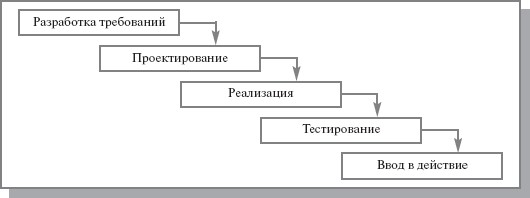 Разработка требований
Проектирование
Реализация
Тестирование
Ввод в действие